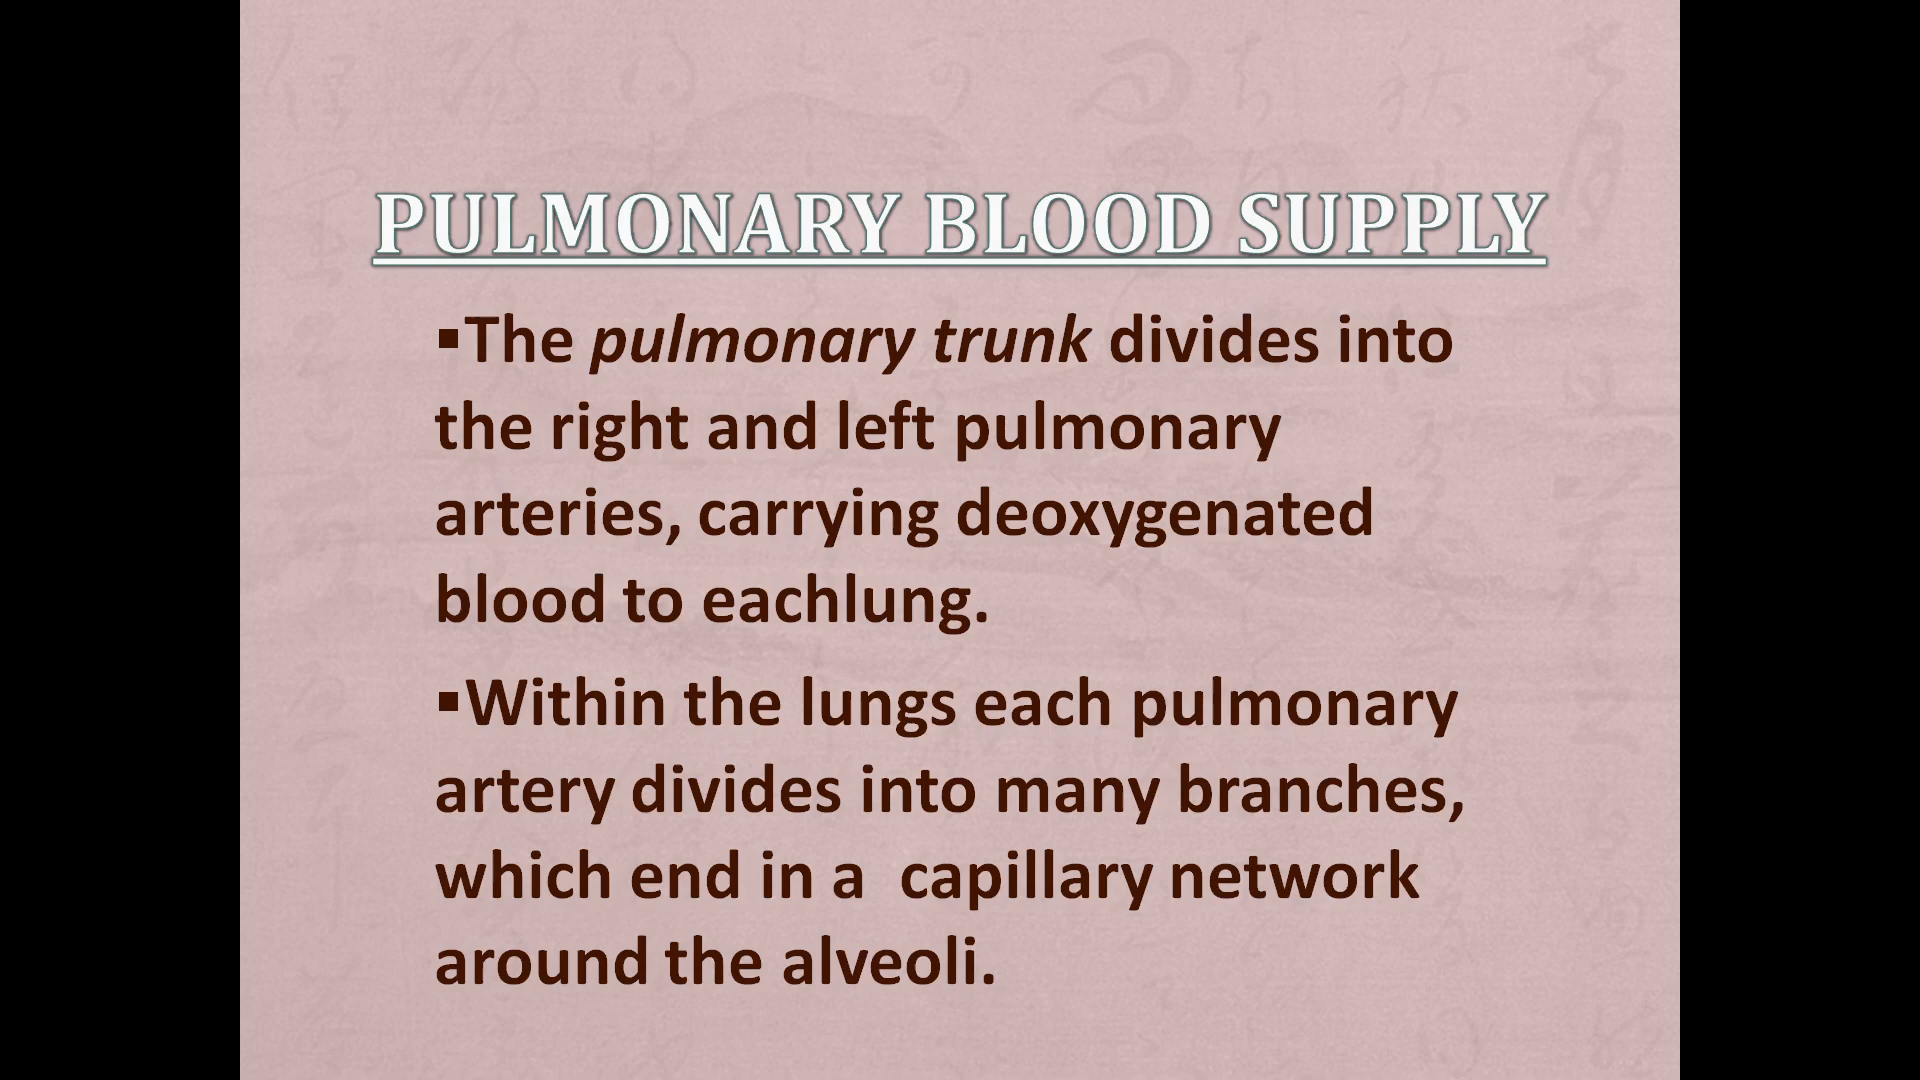 PULMONARY BLOOD SUPPLY
▪The pulmonary trunk divides into
the right and left pulmonary
arteries, carrying deoxygenated
blood to eachlung.
▪Within the lungs each pulmonary
artery divides into many branches,
which end in a  capillary network
around the alveoli.